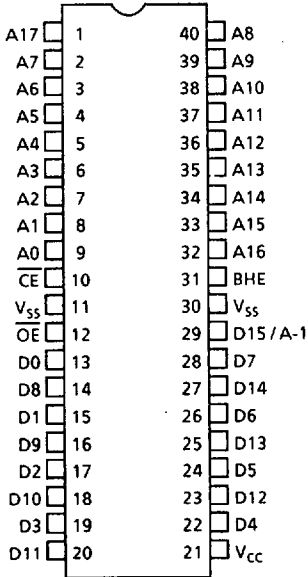 A17 1 40 A8
A7 2 39 A9
A6 3 38 A10
A5 4 37 A11
A4 5 36 A12
A3 6 35 A13
A2 7 34 A14
A1 8 33 A15
A0 9 32 A16
C̅E̅ 10 31 BHE
VSS 11 30 VSS
O̅E̅ 12 29 D15/A-1
D0 13 28 D7
D8 14 27 D14
D1 15 26 D6
D9 16 25 D13
D2 17 24 D5
D10 18 23 D12
D3 19 22 D4
D11 20 21 VCC